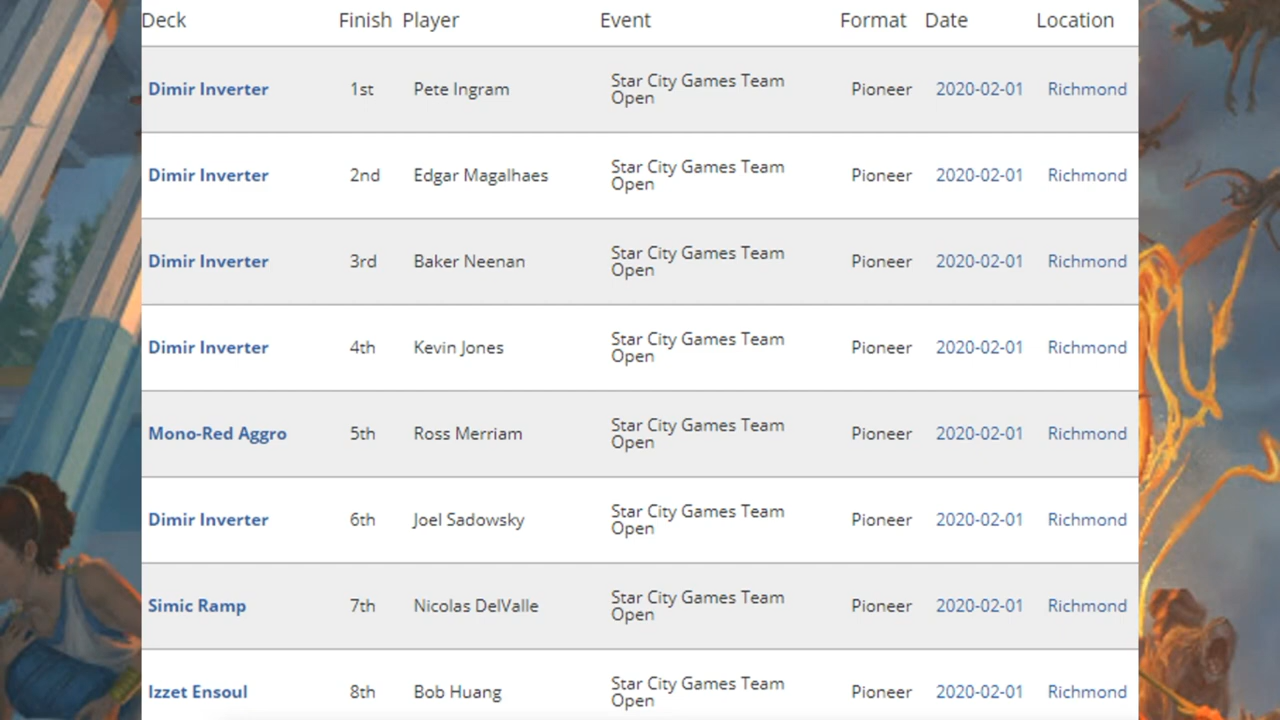 Deck Finish Player Event Format Date Location
Dimir Inverter 1st Pete Ingram Star City Games Team Open Pioneer 2020-02-01 Richmond
Dimir Inverter 2nd Edgar Magalhaes Star City Games Team Open Pioneer 2020-02-01 Richmond
Dimir Inverter 3rd Baker Neenan Star City Games Team Open Pioneer 2020-02-01 Richmond
Dimir Inverter 4th Kevin Jones Star City Games Team Open Pioneer 2020-02-01 Richmond
Mono-Red Aggro 5th Ross Merriam Star City Games Team Open Pioneer 2020-02-01 Richmond
Dimir Inverter 6th Joel Sadowsky Star City Games Team Open Pioneer 2020-02-01 Richmond
Simic Ramp 7th Nicolas DelValle Star City Games Team Open Pioneer 2020-02-01 Richmond
Izzet Ensoul 8th Bob Huang Star City Games Team Open Pioneer 2020-02-01 Richmond